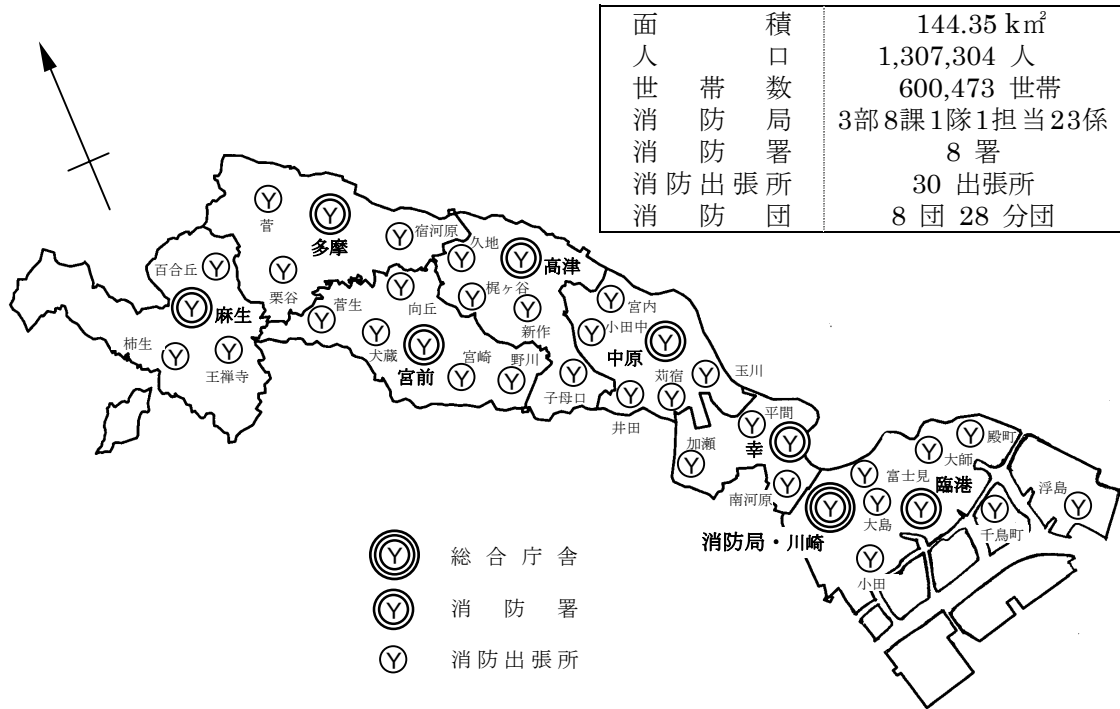 面積 144.35 km²
人口 1,307,304 人
世帯数 600,473 世帯
消防局 3部8課1隊1担当23係
消防署 8 署
消防出張所 30 出張所
消防団 8 団 28 分団
菅
多摩
宿河原
久地
高津
百合丘
栗谷
麻生
柿生
王禅寺
菅生
向丘
梶ヶ谷
新作
犬蔵
宮前
宮崎
野川
子母口
宮内
小田中
中原
苅宿
玉川
井田
加瀬
平間
幸
南河原
富士見
大師
殿町
臨港
大島
浮島
千鳥町
消防局・川崎
小田
総合庁舎
消防署
消防出張所